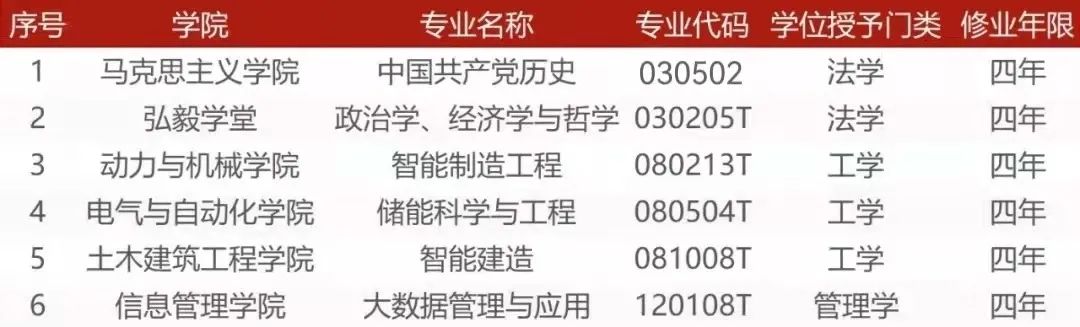 序号 学院 专业名称 专业代码 学位授予门类 修业年限
1 马克思主义学院 中国共产党历史 030502 法学 四年
2 弘毅学堂 政治学、经济学与哲学 030205T 法学 四年
3 动力与机械学院 智能制造工程 080213T 工学 四年
4 电气与自动化学院 储能科学与工程 080504T 工学 四年
5 土木建筑工程学院 智能建造 081008T 工学 四年
6 信息管理学院 大数据管理与应用 120108T 管理学 四年